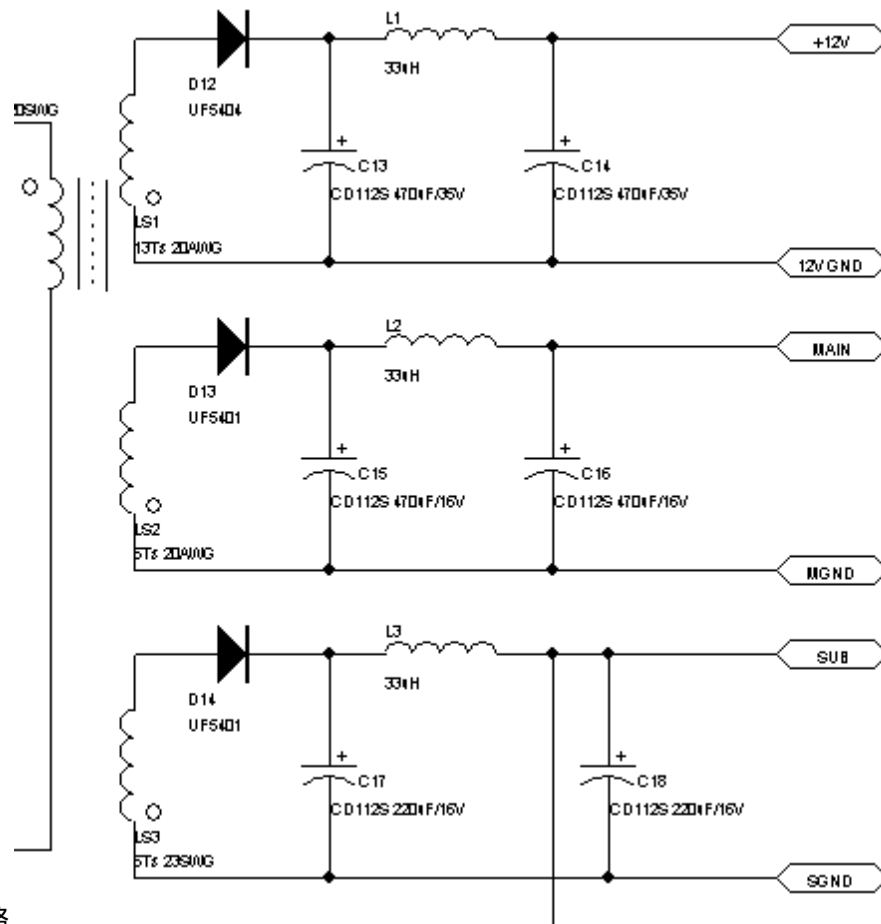 L1
+12V
33uH
D12
UF5404
20SWG
C13
CD112S 470uF/35V
C14
CD112S 470uF/35V
LS1
13Ts 20AWG
12VGND
L2
MAIN
33uH
D13
UF5401
C15
CD112S 470uF/16V
C16
CD112S 470uF/16V
LS2
5Ts 20AWG
MGND
L3
SUB
33uH
D14
UF5401
C17
CD112S 220uF/16V
C18
CD112S 220uF/16V
LS3
5Ts 23SWG
SGND